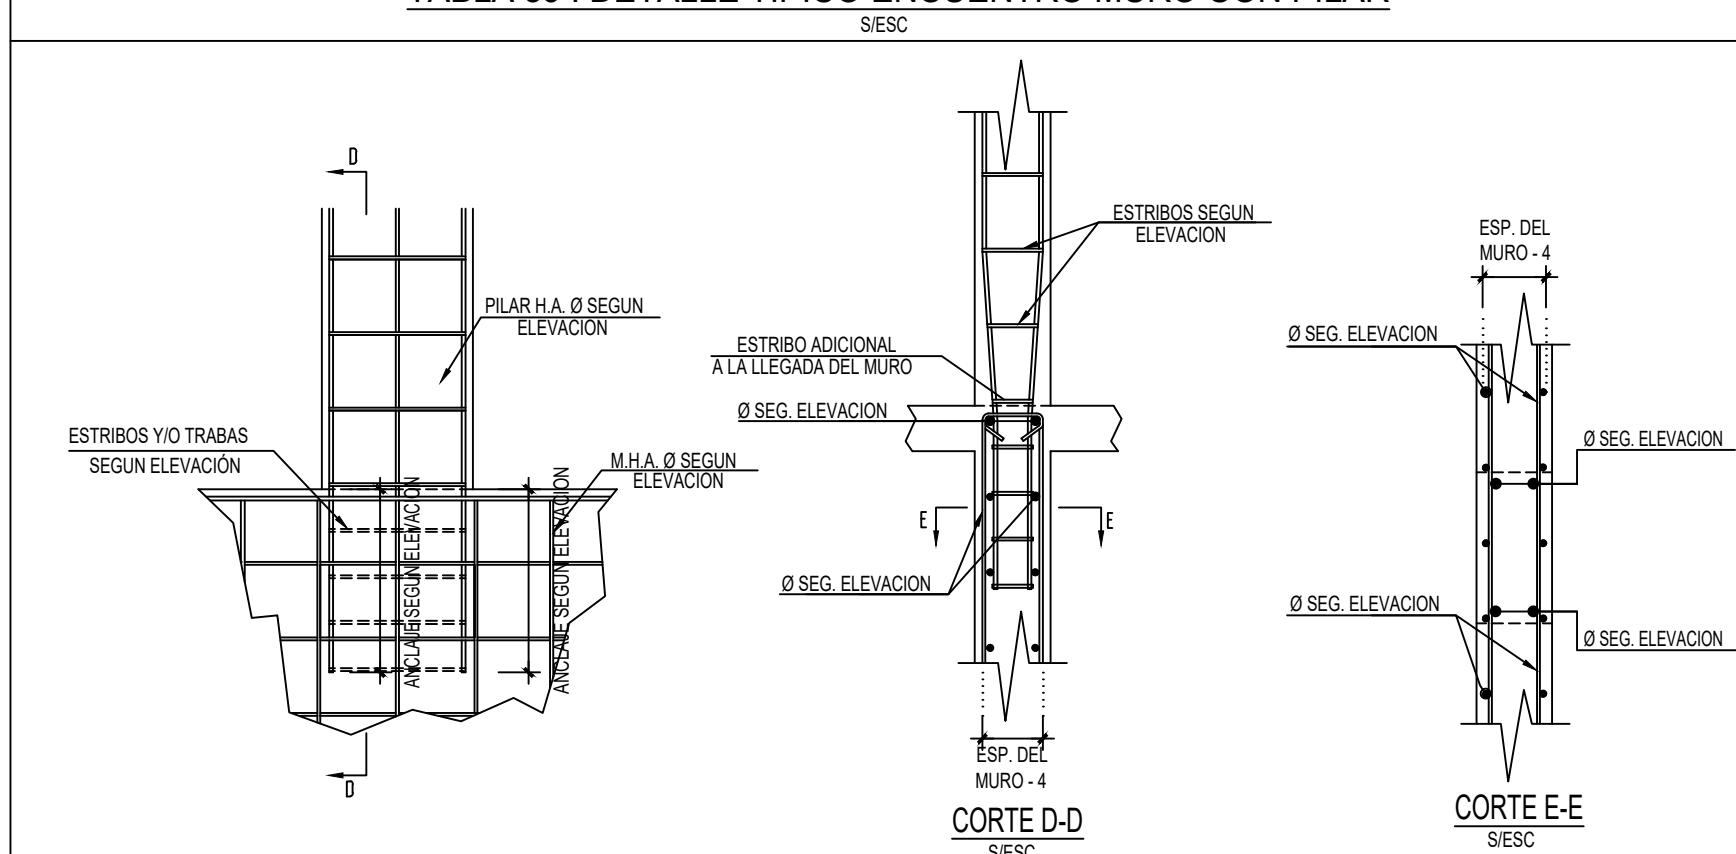 S/ESC
D
PILAR H.A. Ø SEGUN
ELEVACION
ESTRIBOS Y/O TRABAS
SEGUN ELEVACIÓN
M.H.A. Ø SEGUN
ELEVACION
ANCLAJE SEGUN ELEVACION
ANCLAJE SEGUN ELEVACION
D
ESTRIBOS SEGUN
ELEVACION
ESTRIBO ADICIONAL
A LA LLEGADA DEL MURO
Ø SEG. ELEVACION
E
E
Ø SEG. ELEVACION
ESP. DEL
MURO - 4
CORTE D-D
S/ESC
ESP. DEL
MURO - 4
Ø SEG. ELEVACION
Ø SEG. ELEVACION
Ø SEG. ELEVACION
Ø SEG. ELEVACION
CORTE E-E
S/ESC